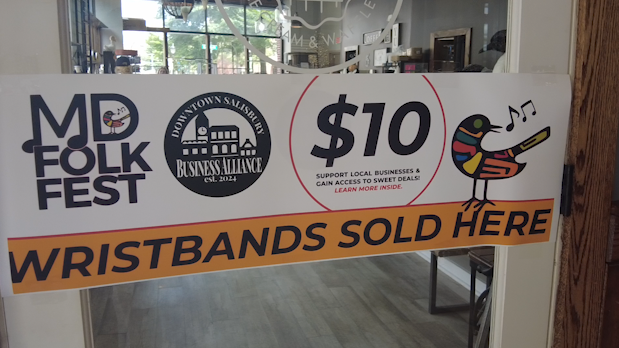 MD
FOLK
FEST
DOWNTOWN SALISBURY
BUSINESS ALLIANCE
EST. 2024
$10
SUPPORT LOCAL BUSINESSES &
GAIN ACCESS TO SWEET DEALS!
LEARN MORE INSIDE.
WRISTBANDS SOLD HERE